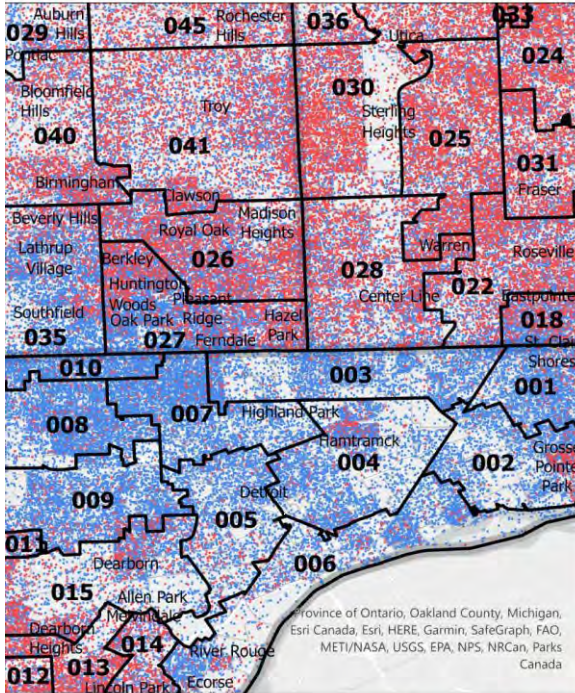 Auburn
Hills
029
Pontiac
045
Rochester
Hills
036
Utica
033
024
Bloomfield
Hills
040
Troy
041
030
Sterling
Heights
025
031
Fraser
Birmingham
Clawson
Beverly Hills
Royal Oak
Madison
Heights
Lathrup
Village
Berkley
026
028
Warren
Roseville
Huntington
Woods
Pleasant
Ridge
Center Line
022
Eastpointe
Southfield
035
Oak Park
027
Ferndale
Hazel
Park
018
St. Clair
Shores
010
003
001
008
007
Highland Park
Hamtramck
004
002
Grosse
Pointe
Park
009
Detroit
005
011
006
Dearborn
015
Allen Park
Melvindale
Dearborn
Heights
014
River Rouge
012
013
Lincoln Park
Ecorse
Province of Ontario, Oakland County, Michigan,
Esri Canada, Esri, HERE, Garmin, SafeGraph, FAO,
METI/NASA, USGS, EPA, NPS, NRCan, Parks
Canada